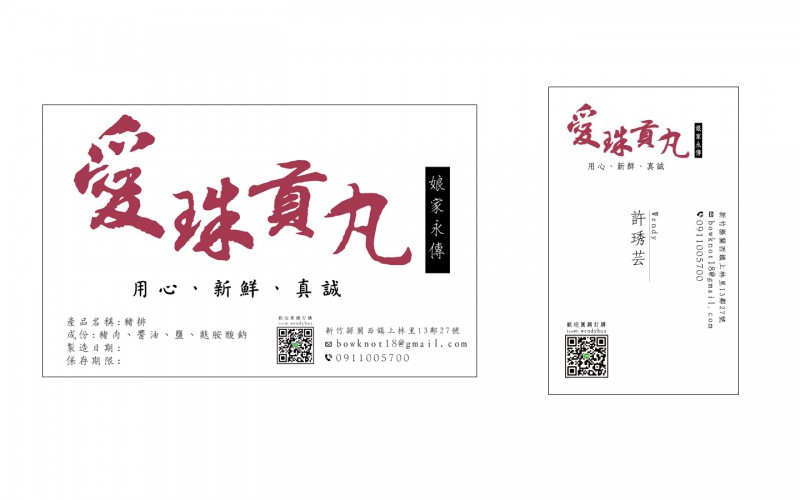 愛珠貢丸
娘家永傳
用心、新鮮、真誠
產品名稱:豬排
成份:豬肉、醬油、鹽、麩胺酸鈉
製造日期:
保存期限:
歡迎團購訂購
新竹縣關西鎮上林里13鄰27號
bowknot18@gmail.com
0911005700
愛珠貢丸
娘家永傳
用心、新鮮、真誠
新竹縣關西鎮上林里13鄰27號
bowknot18@gmail.com
0911005700
Wendy
許琇芸
歡迎團購訂購